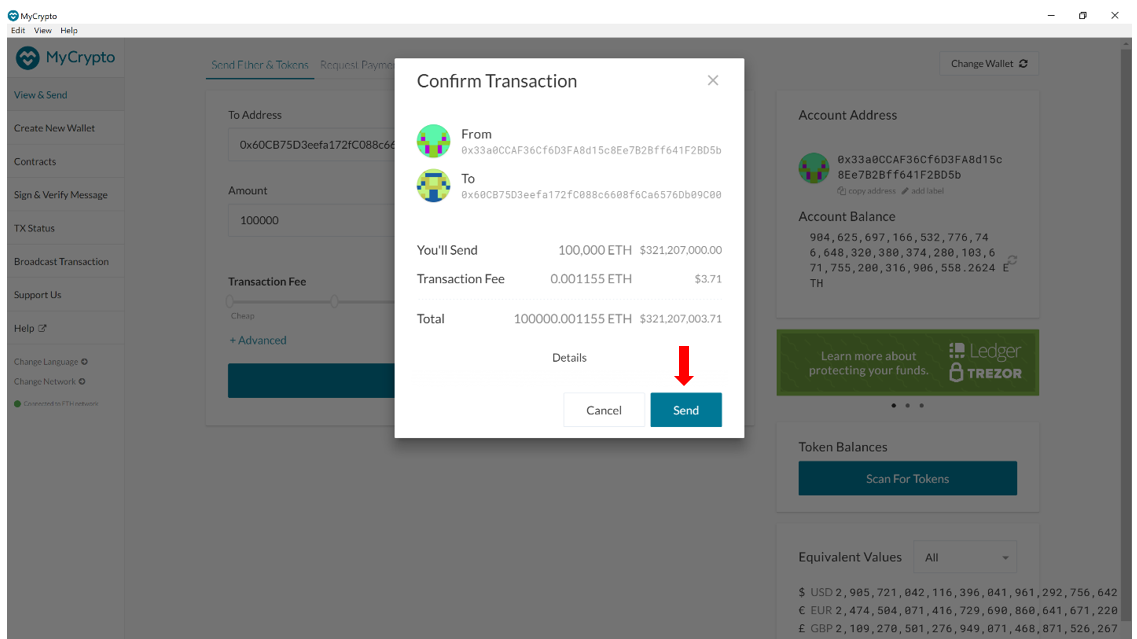 MyCrypto
Edit View Help
MyCrypto
View & Send
Create New Wallet
Contracts
Sign & Verify Message
TX Status
Broadcast Transaction
Support Us
Help
Change Language
Change Network
Connected to ETH network
Send Ether & Tokens Request Payme
Change Wallet
To Address
0x60CB75D3eefa172fC088c66
Amount
100000
Transaction Fee
Cheap
+ Advanced
Confirm Transaction
From
0x33a0CCAF36Cf6D3FA8d15c8Ee7B2Bff641F2BD5b
To
0x60CB75D3eefa172fC088c6608f6Ca6576Db09C00
You'll Send 100,000 ETH $321,207,000.00
Transaction Fee 0.001155 ETH $3.71
Total 100000.001155 ETH $321,207,003.71
Details
Cancel Send
Account Address
0x33a0CCAF36Cf6D3FA8d15c
8Ee7B2Bff641F2BD5b
copy address add label
Account Balance
904,625,697,166,532,776,74
6,648,320,380,374,280,103,6
71,755,200,316,906,558.2624 E
TH
Learn more about
protecting your funds.
Ledger
TREZOR
Token Balances
Scan For Tokens
Equivalent Values All
$ USD 2,905,721,042,116,396,041,961,292,756,642
€ EUR 2,474,504,071,416,729,690,860,641,671,220
£ GBP 2,109,270,501,276,949,071,468,871,526,267